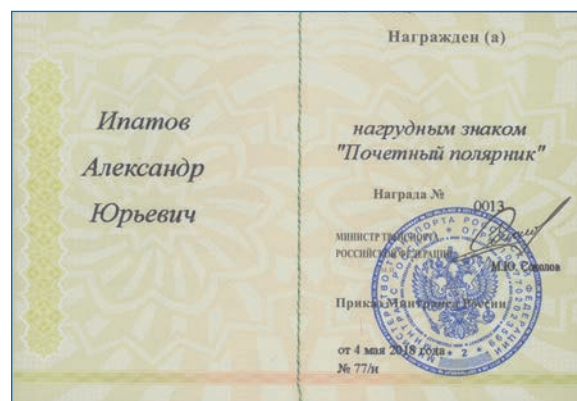 Ипатов
Александр
Юрьевич
Награжден (а)
нагрудным знаком
"Почетный полярник"
Награда №
0013
МИНИСТР ТРАНСПОРТА
РОССИЙСКОЙ ФЕДЕРАЦИИ
М.Ю. Соколов
Приказ Минтранса России
от 4 мая 2018 года
№ 77/н